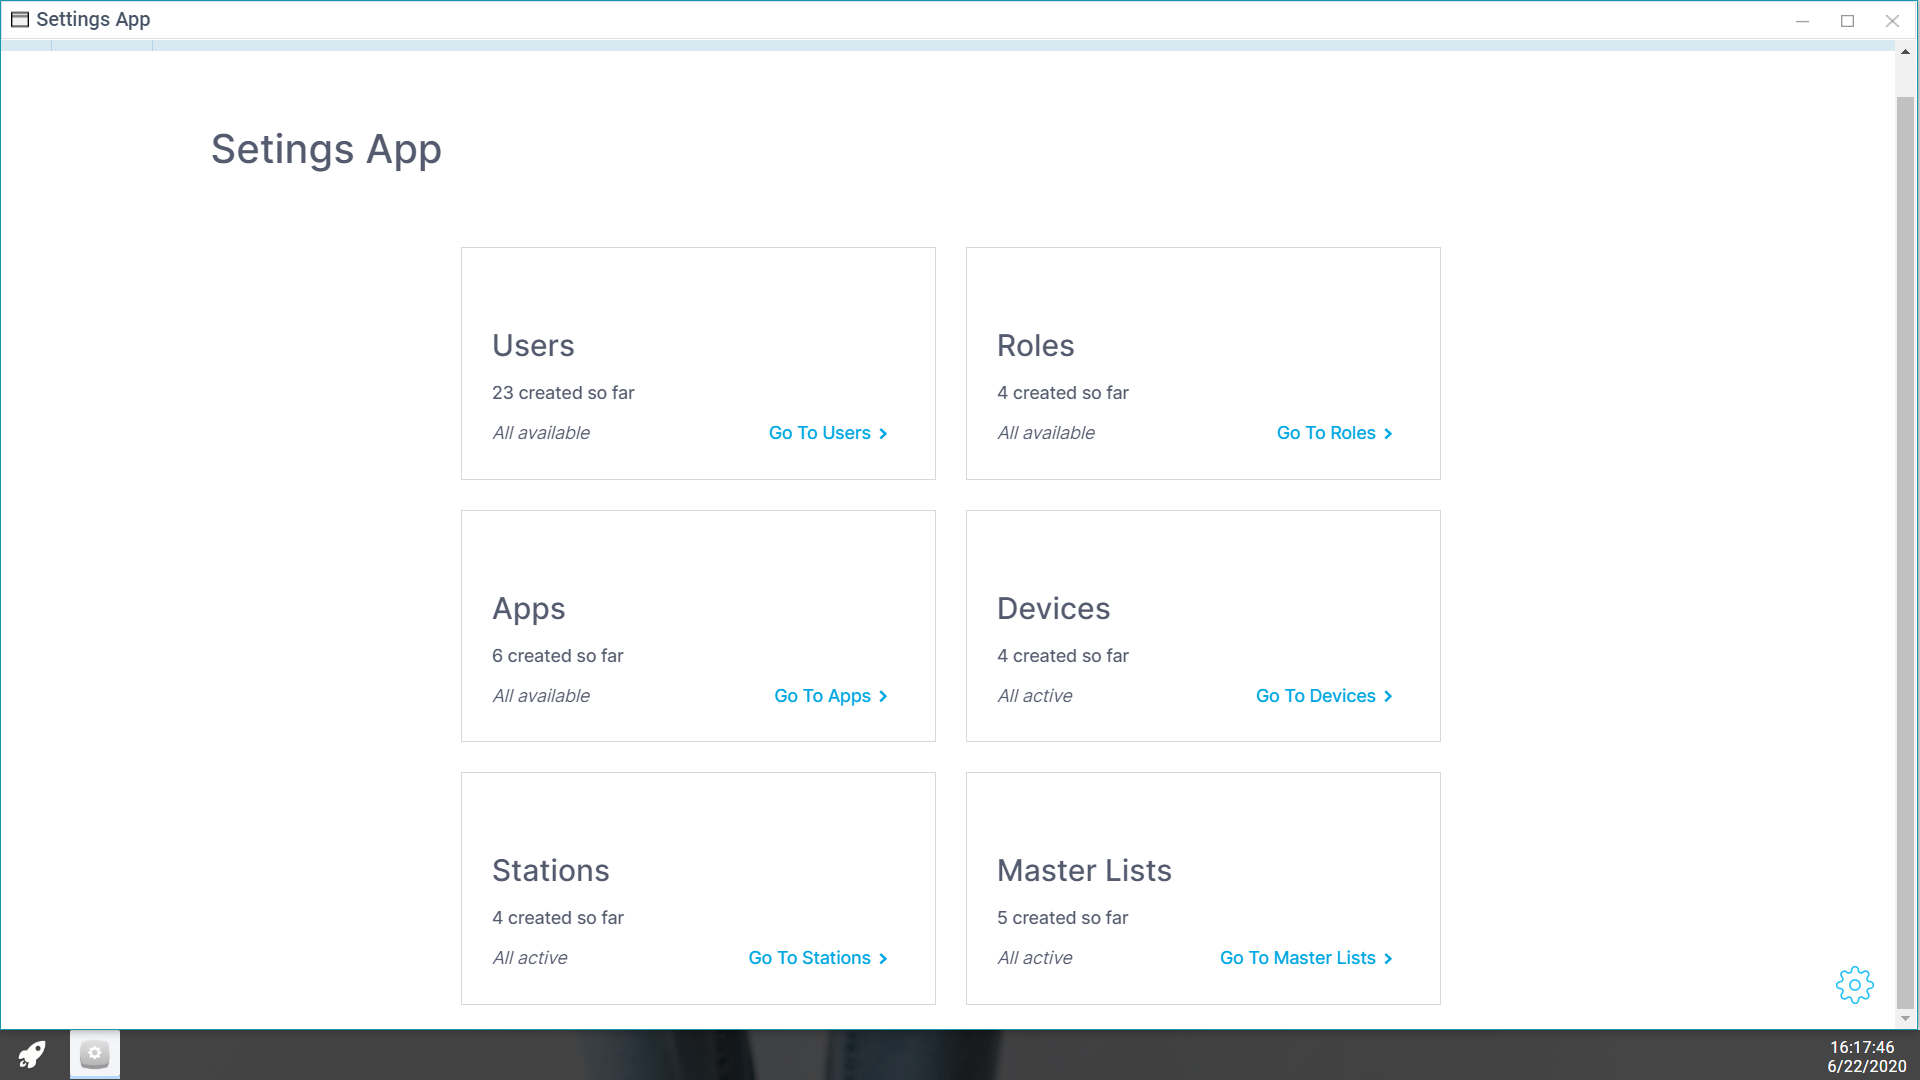 Settings App
Setings App
Users
23 created so far
All available
Go To Users
Roles
4 created so far
All available
Go To Roles
Apps
6 created so far
All available
Go To Apps
Devices
4 created so far
All active
Go To Devices
Stations
4 created so far
All active
Go To Stations
Master Lists
5 created so far
All active
Go To Master Lists
16:17:46
6/22/2020